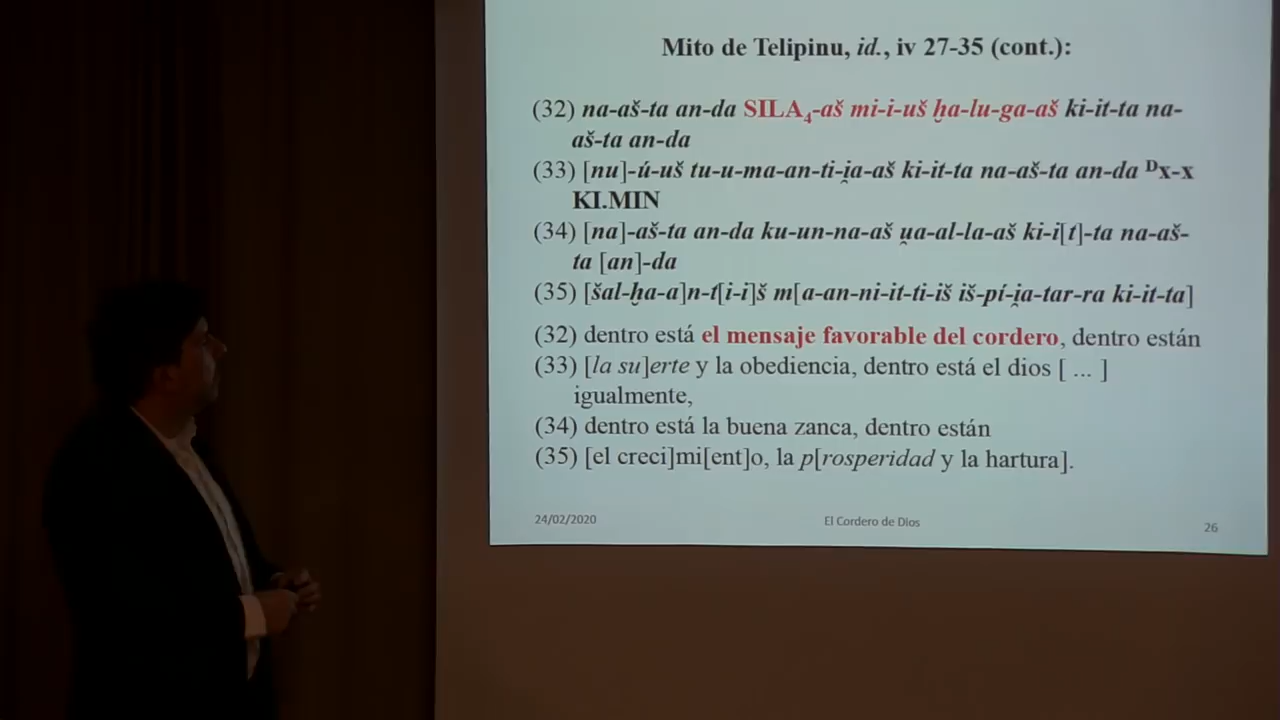 Mito de Telipinu, id., iv 27-35 (cont.):
(32) na-aš-ta an-da SILA₄-aš mi-i-uš ḫa-lu-ga-aš ki-it-ta na-
aš-ta an-da
(33) [nu]-ú-uš tu-u-ma-an-ti-i̯a-aš ki-it-ta na-aš-ta an-da ᴰx-x
KI.MIN
(34) [na]-aš-ta an-da ku-un-na-aš u̯a-al-la-aš ki-i[t]-ta na-aš-
ta [an]-da
(35) [šal-ḫa-a]n-t[i-i]š m[a-an-ni-it-ti-iš iš-pí-i̯a-tar-ra ki-it-ta]
(32) dentro está el mensaje favorable del cordero, dentro están
(33) [la su]erte y la obediencia, dentro está el dios [ ... ]
igualmente,
(34) dentro está la buena zanca, dentro están
(35) [el creci]mi[ent]o, la p[rosperidad y la hartura].
24/02/2020 El Cordero de Dios 26